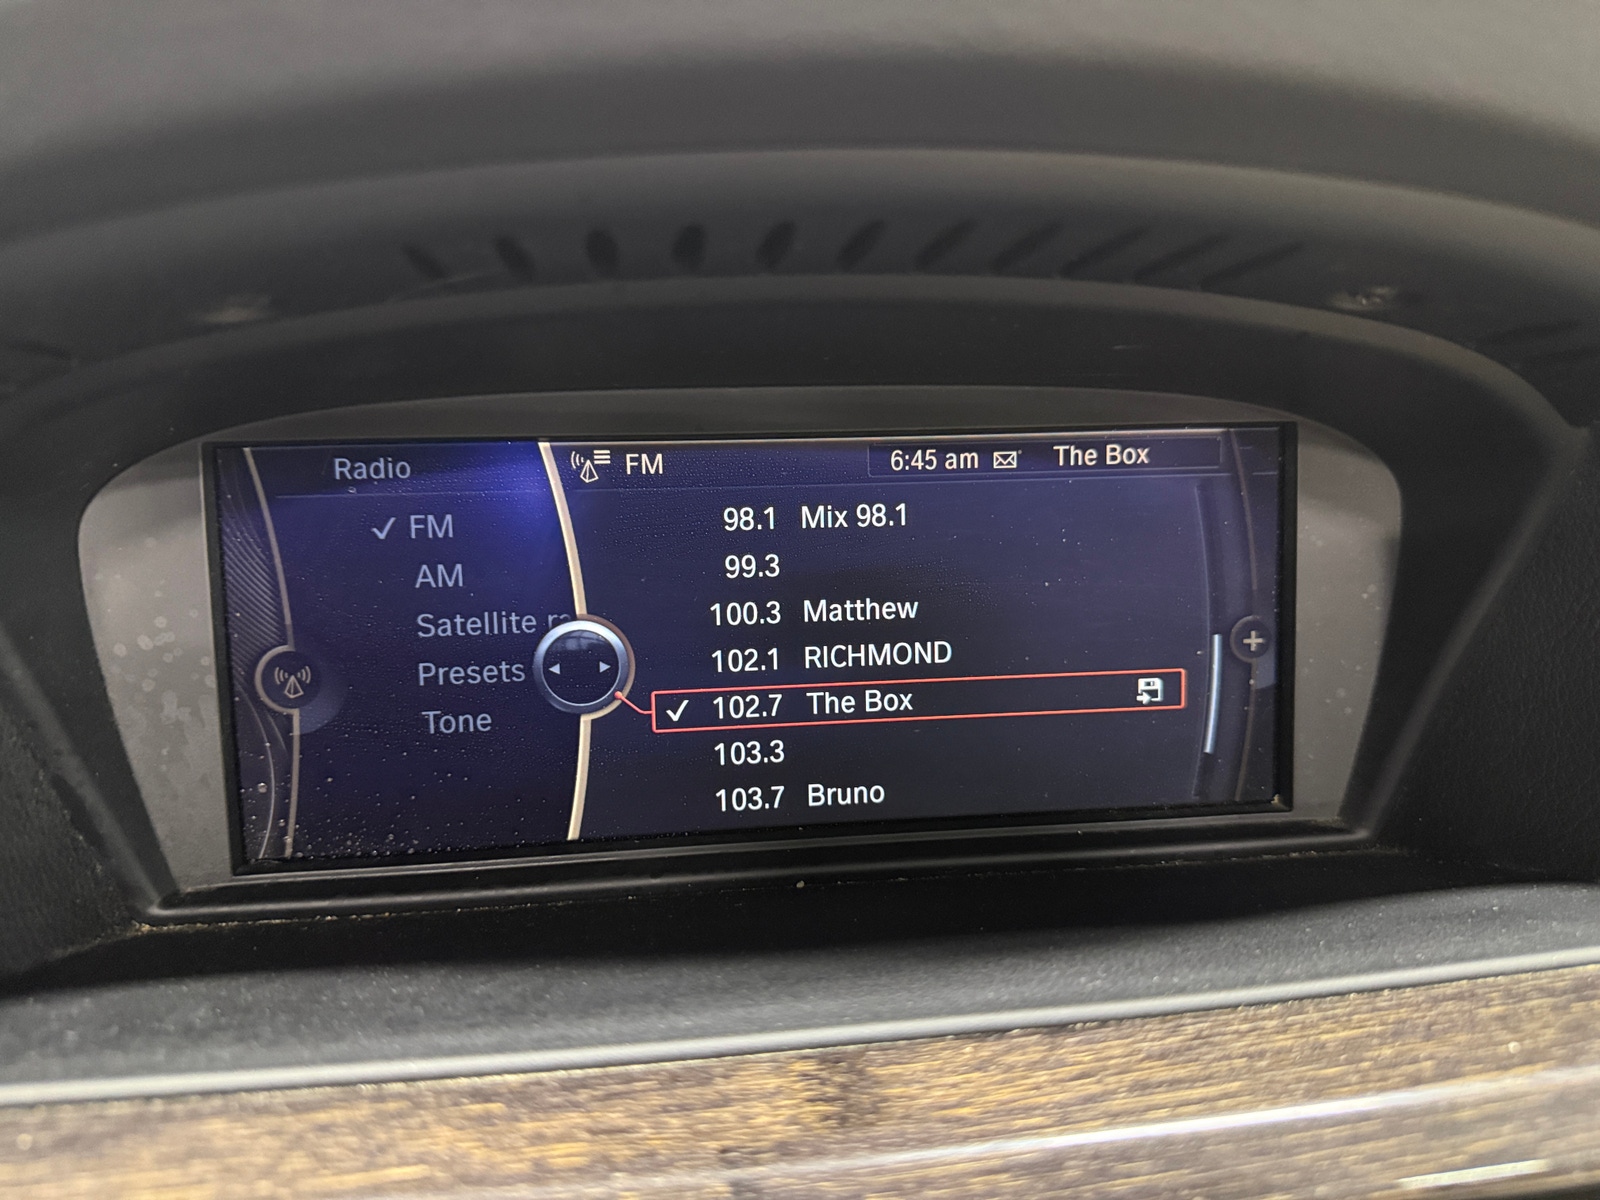 Radio
FM
6:45 am
The Box
FM
AM
Satellite
Presets
Tone
98.1 Mix 98.1
99.3
100.3 Matthew
102.1 RICHMOND
102.7 The Box
103.3
103.7 Bruno